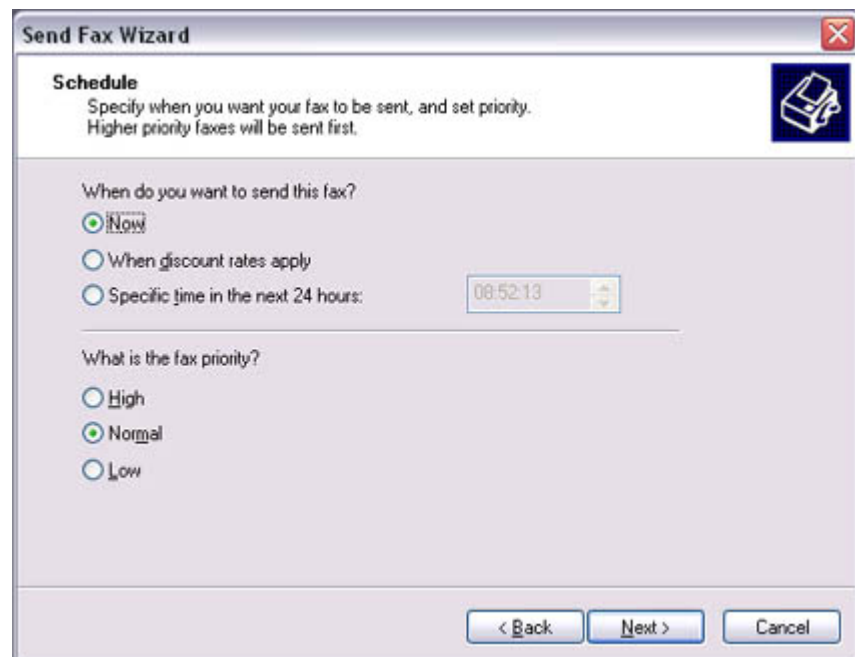 Send Fax Wizard
Schedule
Specify when you want your fax to be sent, and set priority.
Higher priority faxes will be sent first.
When do you want to send this fax?
Now
When discount rates apply
Specific time in the next 24 hours:
08:52:13
What is the fax priority?
High
Normal
Low
< Back
Next >
Cancel